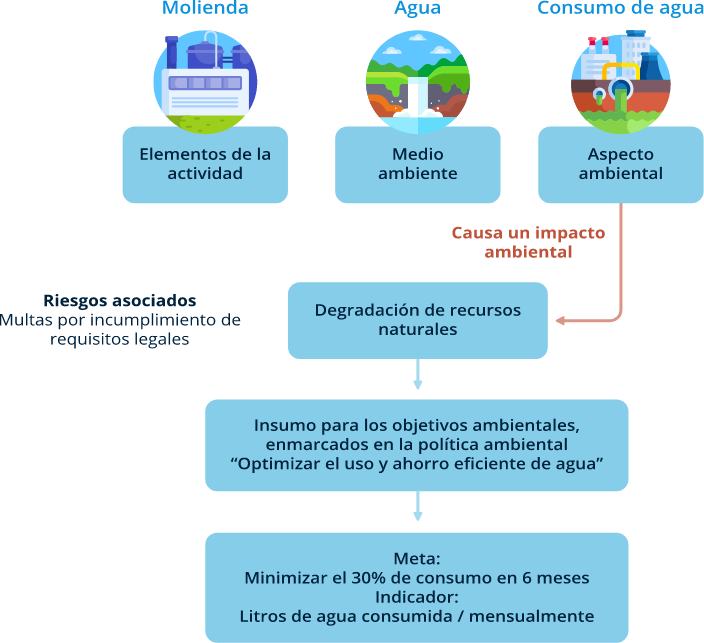 Molienda
Agua
Consumo de agua
Elementos de la
actividad
Medio
ambiente
Aspecto
ambiental
Causa un impacto
ambiental
Riesgos asociados
Multas por incumplimiento de
requisitos legales
Degradación de recursos
naturales
Insumo para los objetivos ambientales,
enmarcados en la política ambiental
“Optimizar el uso y ahorro eficiente de agua”
Meta:
Minimizar el 30% de consumo en 6 meses
Indicador:
Litros de agua consumida / mensualmente